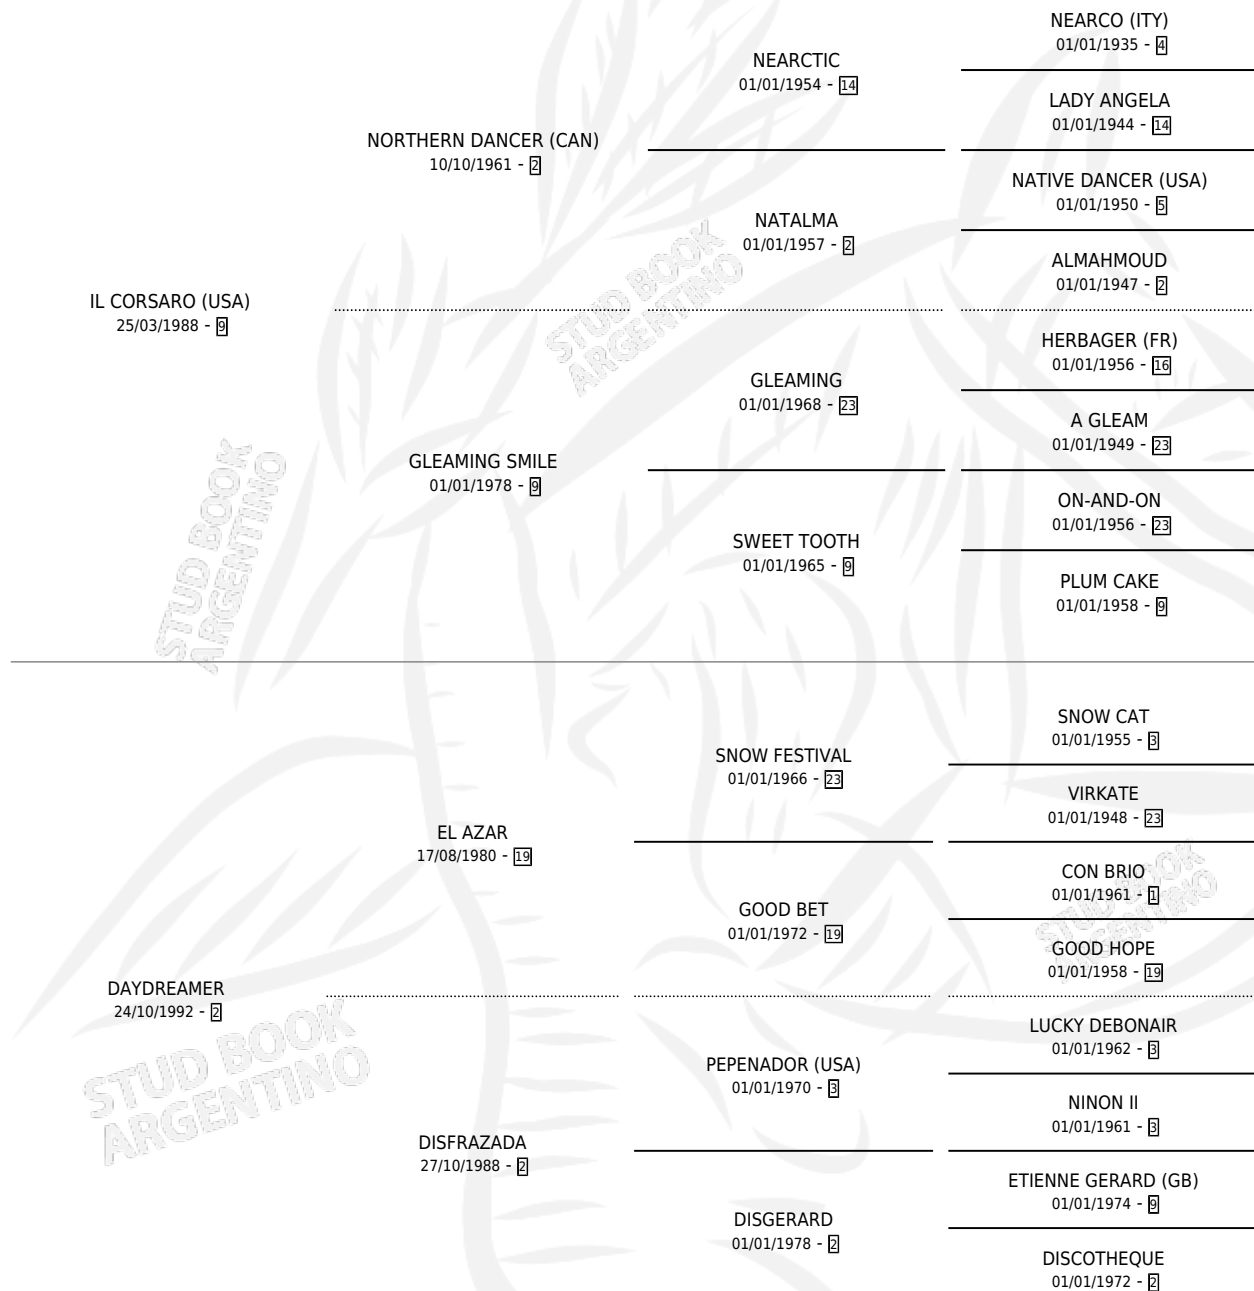 NEARCO (ITY)
01/01/1935 - 4
NEARCTIC
01/01/1954 - 14
LADY ANGELA
01/01/1944 - 14
NORTHERN DANCER (CAN)
10/10/1961 - 2
NATIVE DANCER (USA)
01/01/1950 - 5
NATALMA
01/01/1957 - 2
ALMAHMOUD
01/01/1947 - 2
IL CORSARO (USA)
25/03/1988 - 9
HERBAGER (FR)
01/01/1956 - 16
GLEAMING
01/01/1968 - 23
A GLEAM
01/01/1949 - 23
GLEAMING SMILE
01/01/1978 - 9
ON-AND-ON
01/01/1956 - 23
SWEET TOOTH
01/01/1965 - 9
PLUM CAKE
01/01/1958 - 9
SNOW CAT
01/01/1955 - 3
SNOW FESTIVAL
01/01/1966 - 23
VIRKATE
01/01/1948 - 23
EL AZAR
17/08/1980 - 19
CON BRIO
01/01/1961 - 1
GOOD BET
01/01/1972 - 19
GOOD HOPE
01/01/1958 - 19
DAYDREAMER
24/10/1992 - 2
LUCKY DEBONAIR
01/01/1962 - 3
PEPENADOR (USA)
01/01/1970 - 3
NINON II
01/01/1961 - 3
DISFRAZADA
27/10/1988 - 2
ETIENNE GERARD (GB)
01/01/1974 - 9
DISGERARD
01/01/1978 - 2
DISCOTHEQUE
01/01/1972 - 2
STUD BOOK
ARGENTINO
STUD BOOK
ARGENTINO
STUD BOOK
ARGENTINO
STUD BOOK
ARGENTINO